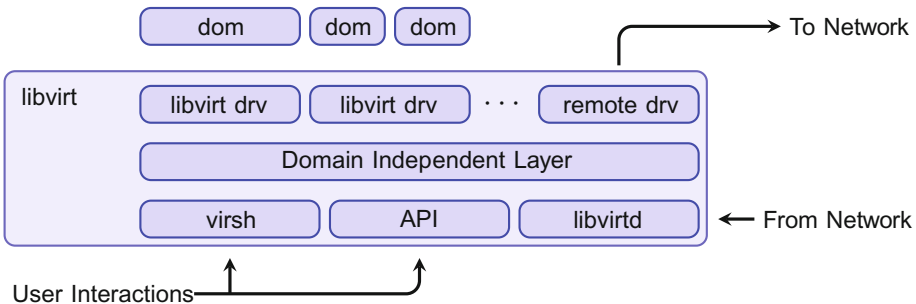 dom dom dom To Network
libvirt
libvirt drv libvirt drv · · · remote drv
Domain Independent Layer
virsh API libvirtd
From Network
User Interactions